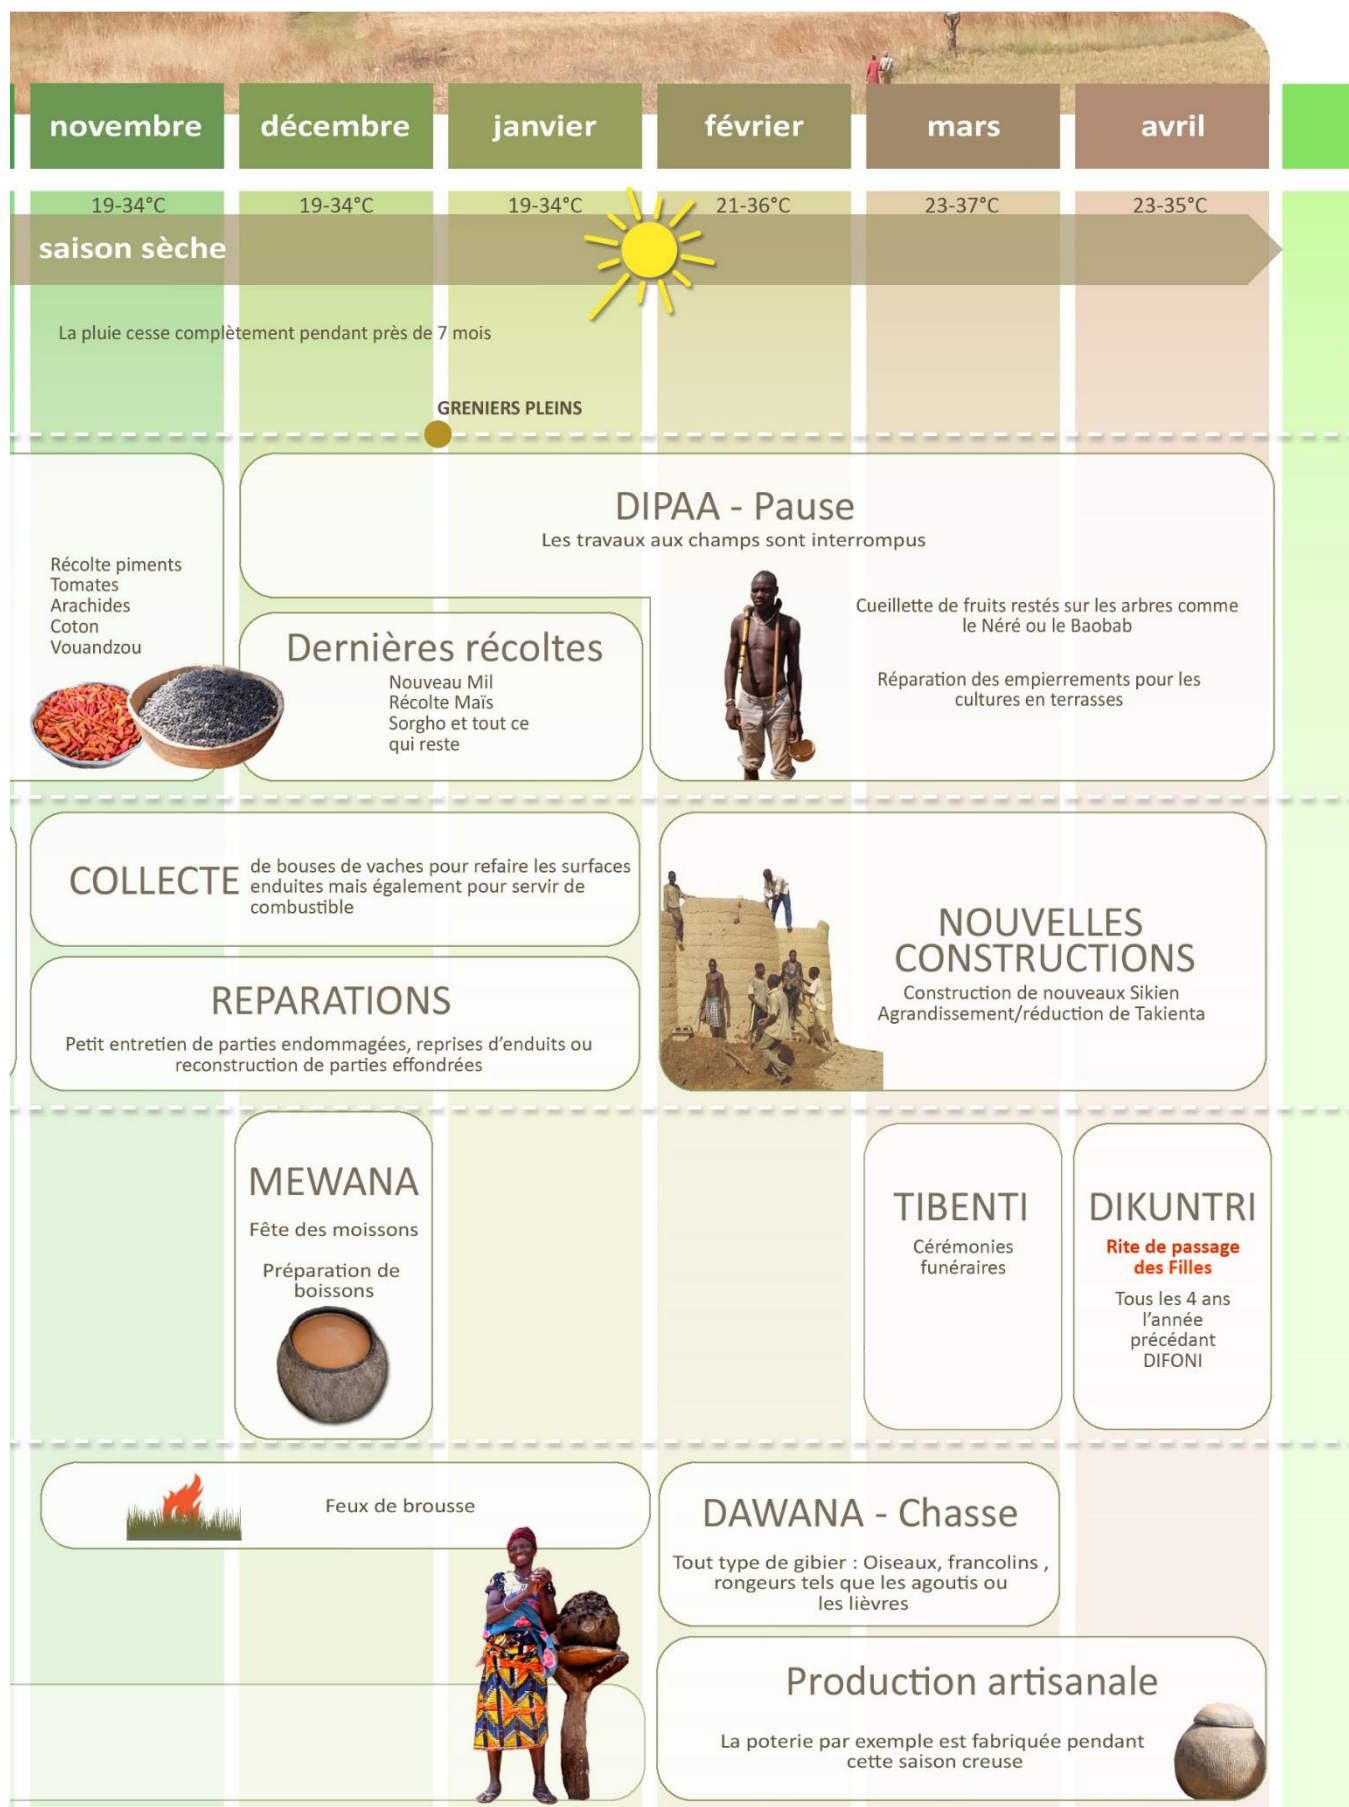 novembre
décembre
janvier
février
mars
avril
19-34°C
19-34°C
19-34°C
21-36°C
23-37°C
23-35°C
saison sèche
La pluie cesse complètement pendant près de 7 mois
GRENIERS PLEINS
Récolte piments
Tomates
Arachides
Coton
Vouandzou
DIPAA - Pause
Les travaux aux champs sont interrompus
Cueillette de fruits restés sur les arbres comme
le Néré ou le Baobab
Réparation des empierrements pour les
cultures en terrasses
Dernières récoltes
Nouveau Mil
Récolte Maïs
Sorgho et tout ce
qui reste
COLLECTE
de bouses de vaches pour refaire les surfaces
enduites mais également pour servir de
combustible
REPARATIONS
Petit entretien de parties endommagées, reprises d'enduits ou
reconstruction de parties effondrées
NOUVELLES
CONSTRUCTIONS
Construction de nouveaux Sikien
Agrandissement/réduction de Takienta
MEWANA
Fête des moissons
Préparation de
boissons
TIBENTI
Cérémonies
funéraires
DIKUNTRI
Rite de passage
des Filles
Tous les 4 ans
l'année
précédant
DIFONI
Feux de brousse
DAWANA - Chasse
Tout type de gibier : Oiseaux, francolins ,
rongeurs tels que les agoutis ou
les lièvres
Production artisanale
La poterie par exemple est fabriquée pendant
cette saison creuse